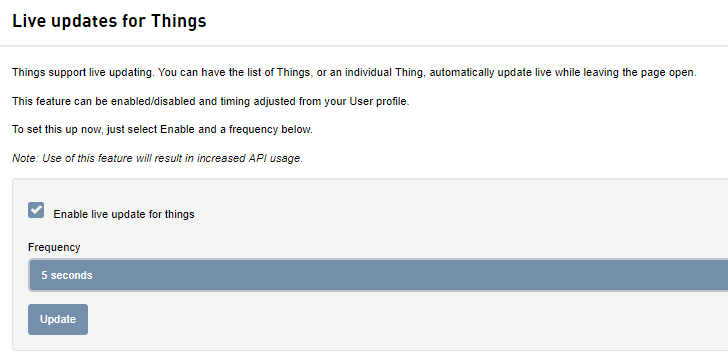 Live updates for Things
Things support live updating. You can have the list of Things, or an individual Thing, automatically update live while leaving the page open.
This feature can be enabled/disabled and timing adjusted from your User profile.
To set this up now, just select Enable and a frequency below.
Note: Use of this feature will result in increased API usage.
Enable live update for things
Frequency
5 seconds
Update